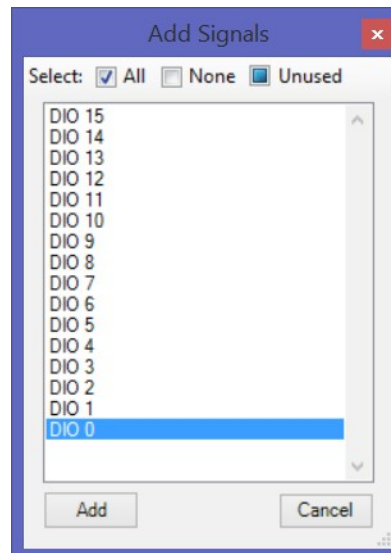 Add Signals
x
Select: All None Unused
DIO 15
DIO 14
DIO 13
DIO 12
DIO 11
DIO 10
DIO 9
DIO 8
DIO 7
DIO 6
DIO 5
DIO 4
DIO 3
DIO 2
DIO 1
DIO 0
Add Cancel